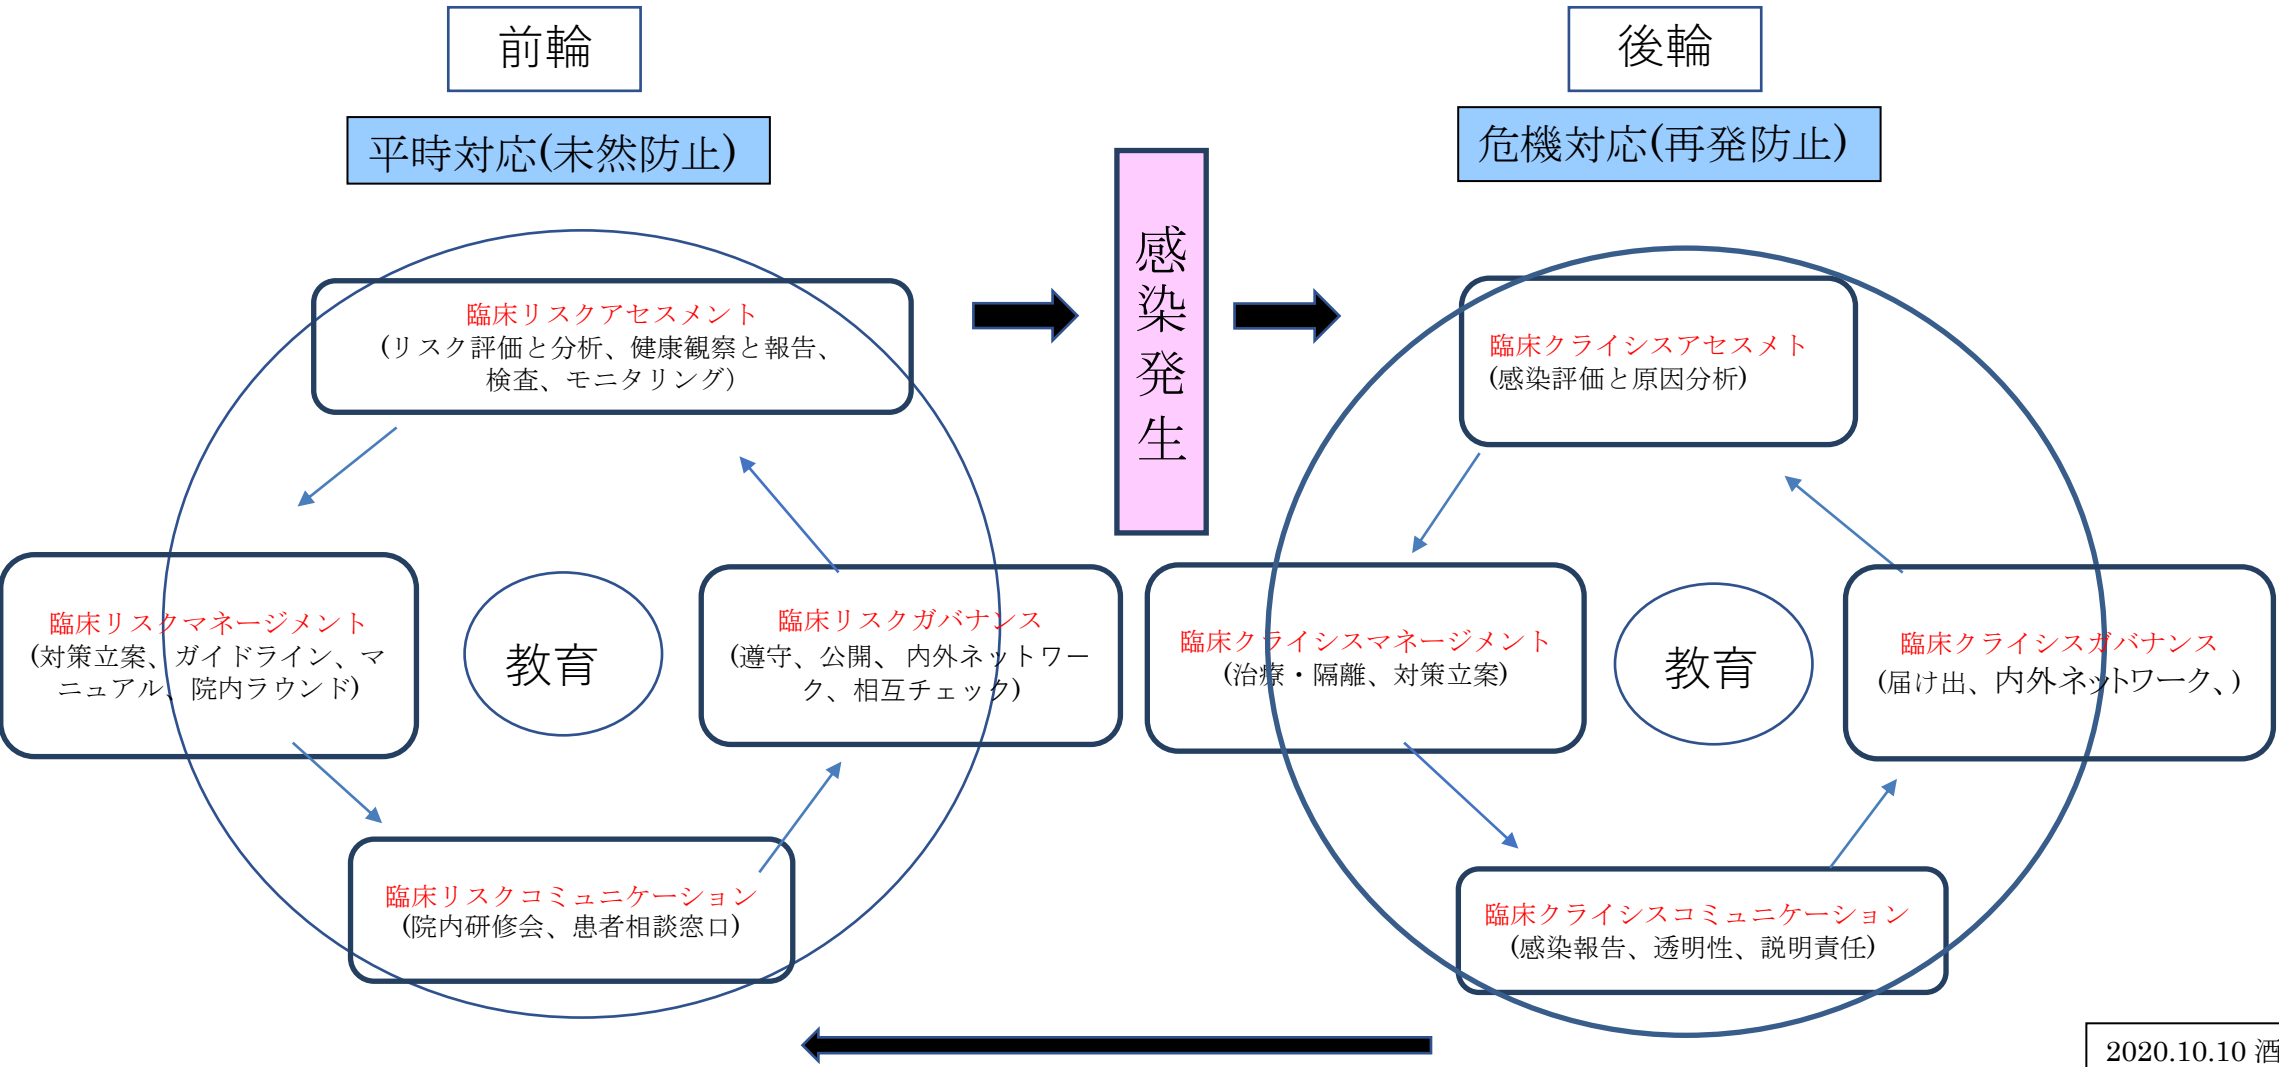 前輪
平時対応(未然防止)
臨床リスクアセスメント
(リスク評価と分析、健康観察と報告、
検査、モニタリング）
臨床リスクマネージメント
(対策立案、ガイドライン、マ
ニュアル、院内ラウンド)
教育
臨床リスクガバナンス
(遵守、公開、内外ネットワー
ク、相互チェック)
臨床リスクコミュニケーション
(院内研修会、患者相談窓口)
感染発生
後輪
危機対応(再発防止)
臨床クライシスアセスメト
(感染評価と原因分析)
臨床クライシスマネージメント
(治療・隔離、対策立案)
教育
臨床クライシスガバナンス
(届け出、内外ネットワーク、)
臨床クライシスコミュニケーション
(感染報告、透明性、説明責任)
2020.10.10 酒